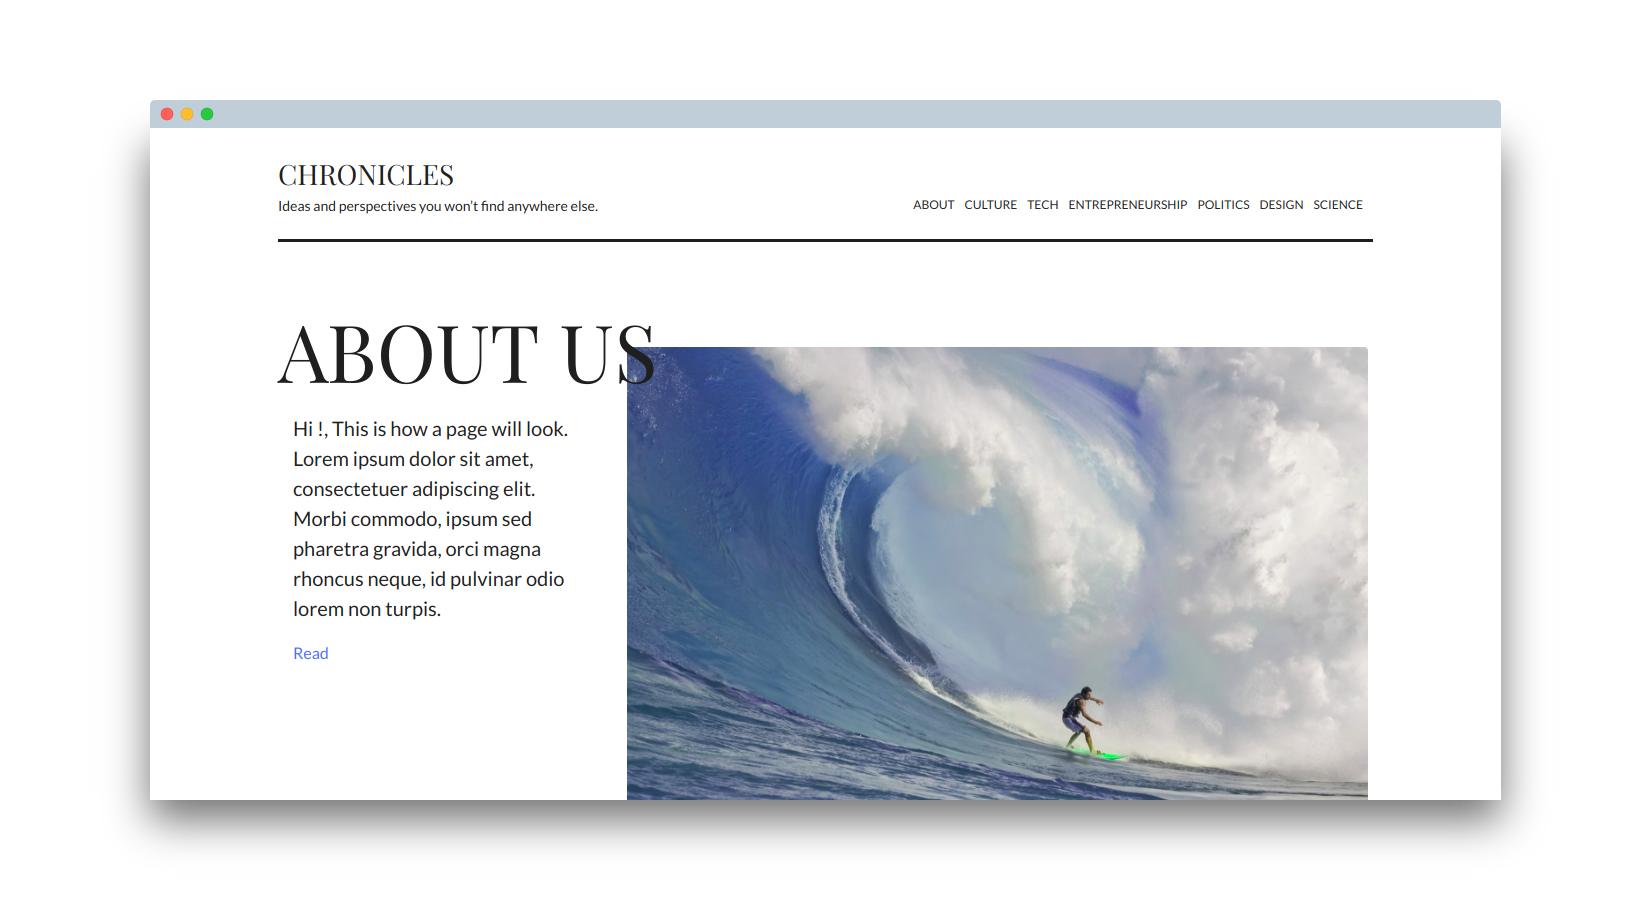 CHRONICLES
Ideas and perspectives you won’t find anywhere else.
ABOUT CULTURE TECH ENTREPRENEURSHIP POLITICS DESIGN SCIENCE
ABOUT US
Hi !, This is how a page will look.
Lorem ipsum dolor sit amet,
consectetuer adipiscing elit.
Morbi commodo, ipsum sed
pharetra gravida, orci magna
rhoncus neque, id pulvinar odio
lorem non turpis.
Read